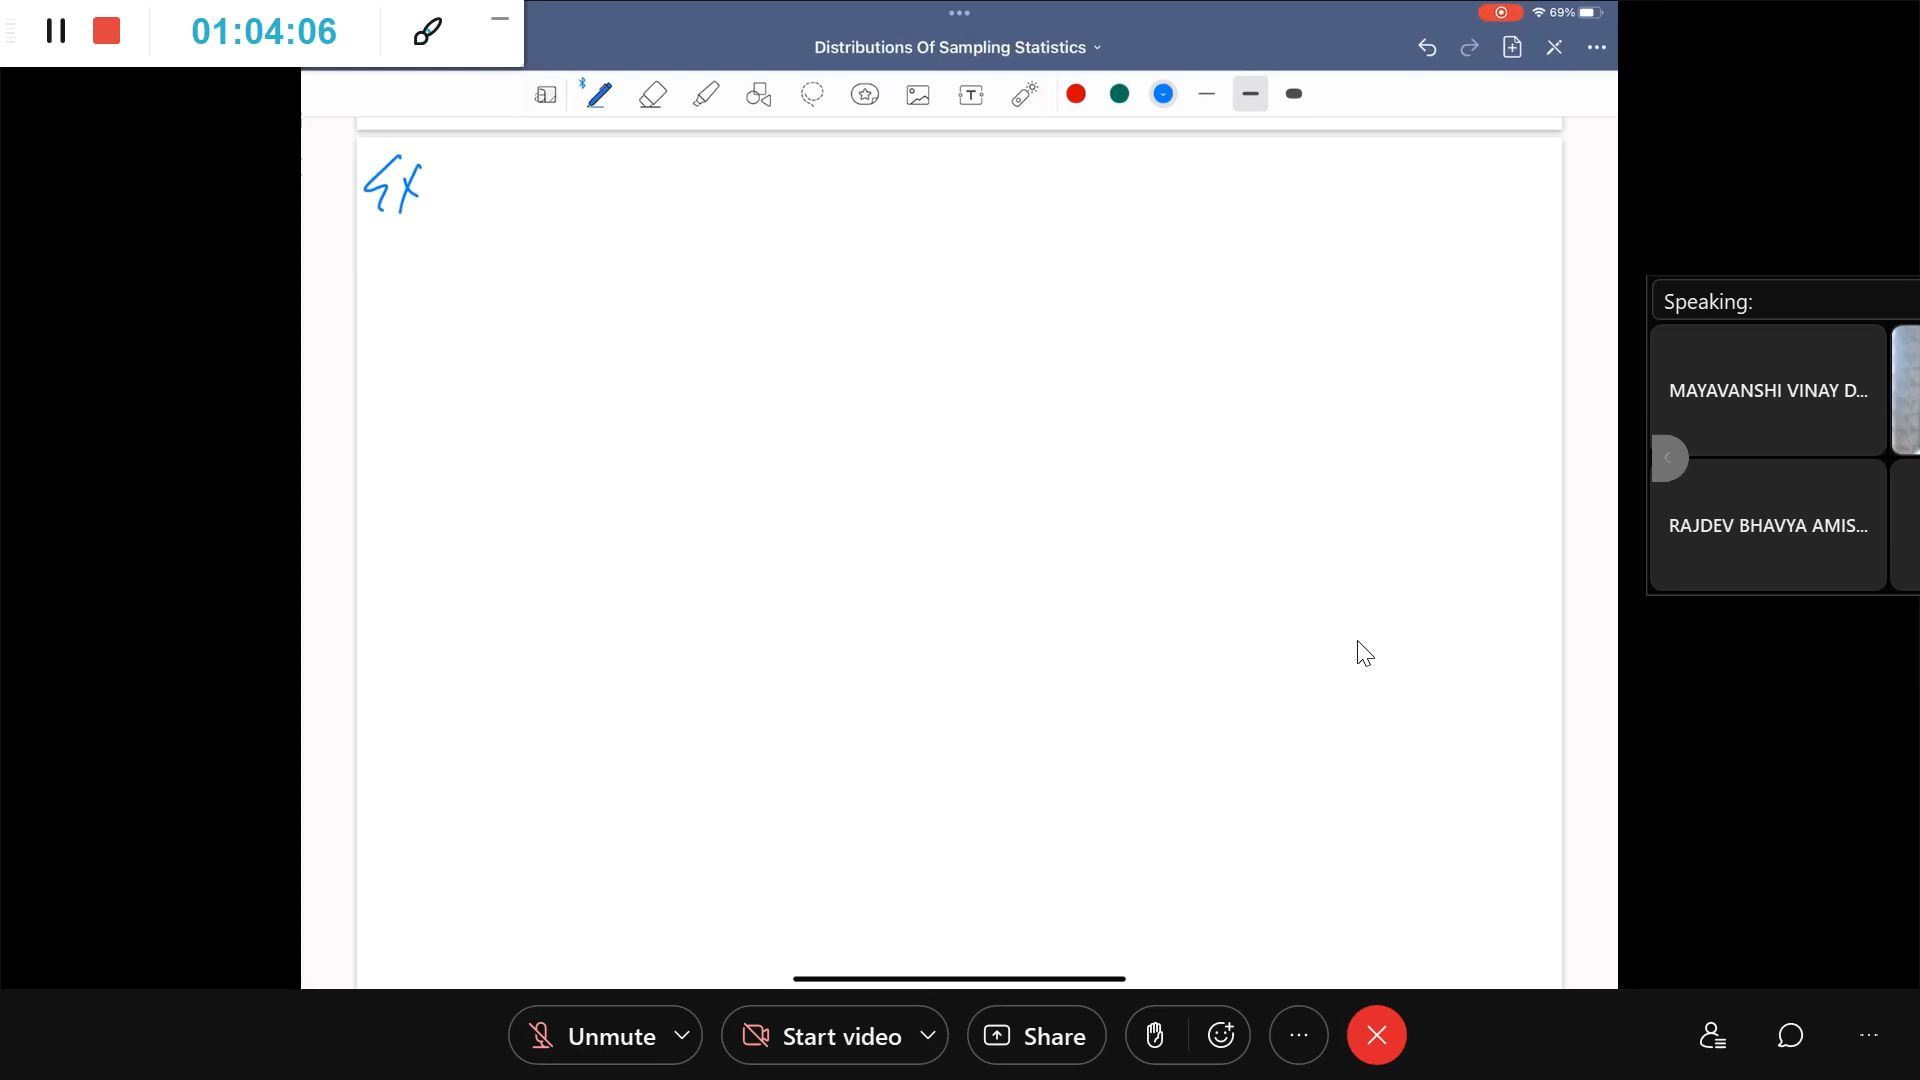 01:04:06
69%
Distributions Of Sampling Statistics
Ex
Speaking:
MAYAVANSHI VINAY D...
RAJDEV BHAVYA AMIS...
Unmute
Start video
Share